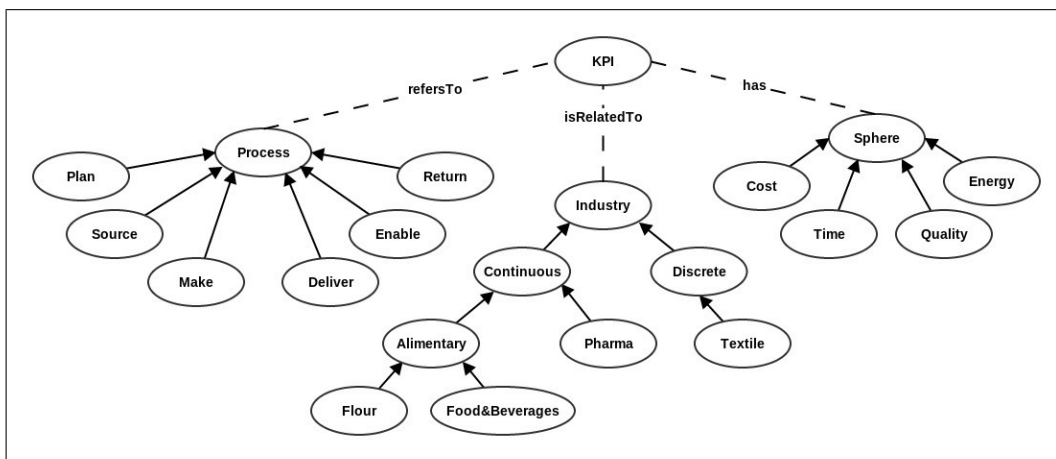 KPI
refersTo
has
isRelatedTo
Process
Sphere
Plan
Return
Cost
Energy
Industry
Source
Enable
Time
Quality
Continuous
Discrete
Make
Deliver
Alimentary
Pharma
Textile
Flour
Food&Beverages